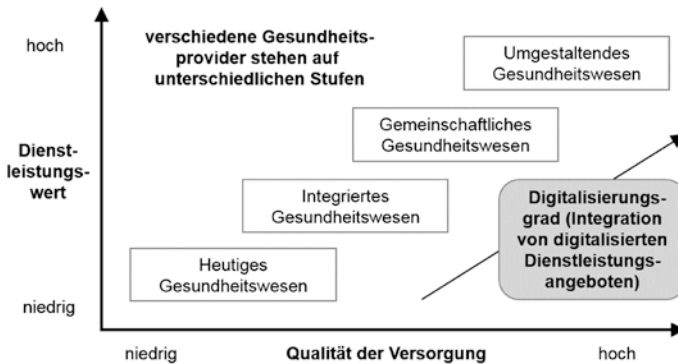 hoch
verschiedene Gesundheits-
provider stehen auf
unterschiedlichen Stufen
Umgestaltendes
Gesundheitswesen
Gemeinschaftliches
Gesundheitswesen
Dienst-
leistungs-
wert
Integriertes
Gesundheitswesen
Digitalisierungs-
grad (Integration
von digitalisierten
Dienstleistungs-
angeboten)
Heutiges
Gesundheitswesen
niedrig
niedrig
Qualität der Versorgung
hoch